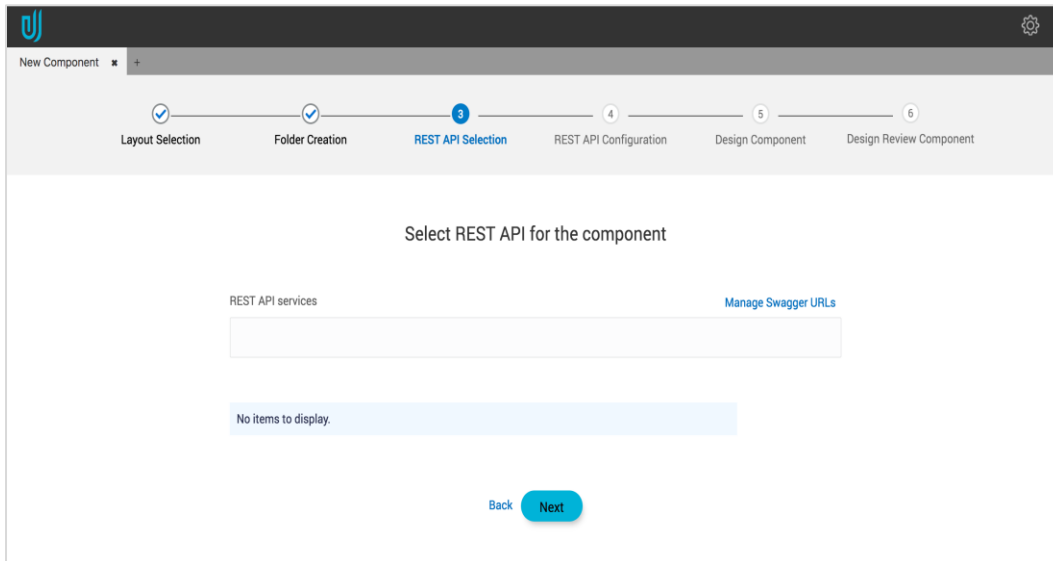 New Component ✖ +
3 4 5 6
Layout Selection Folder Creation REST API Selection REST API Configuration Design Component Design Review Component
Select REST API for the component
REST API services Manage Swagger URLs
No items to display.
Back Next